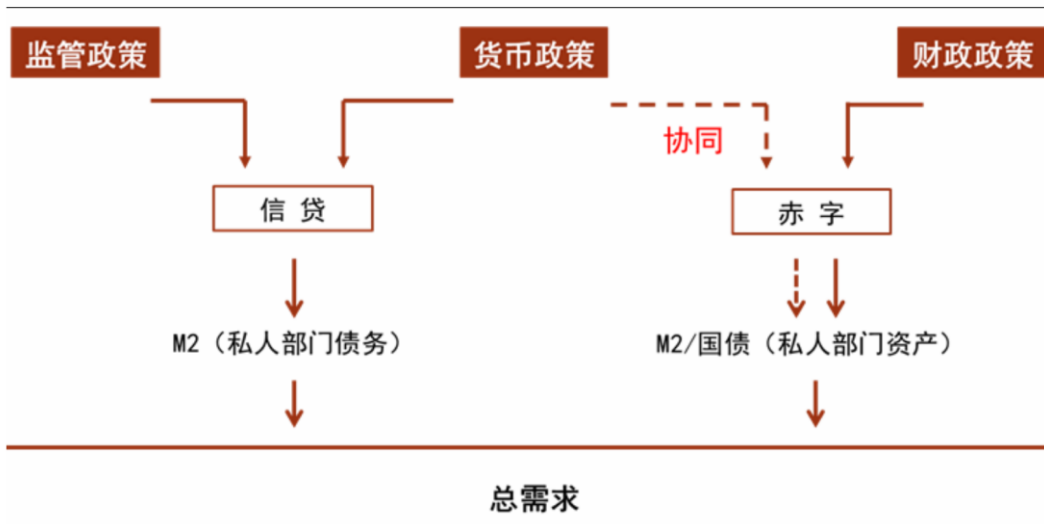 监管政策 货币政策 财政政策
协同
信 贷 赤 字
M2（私人部门债务） M2/国债（私人部门资产）
总需求